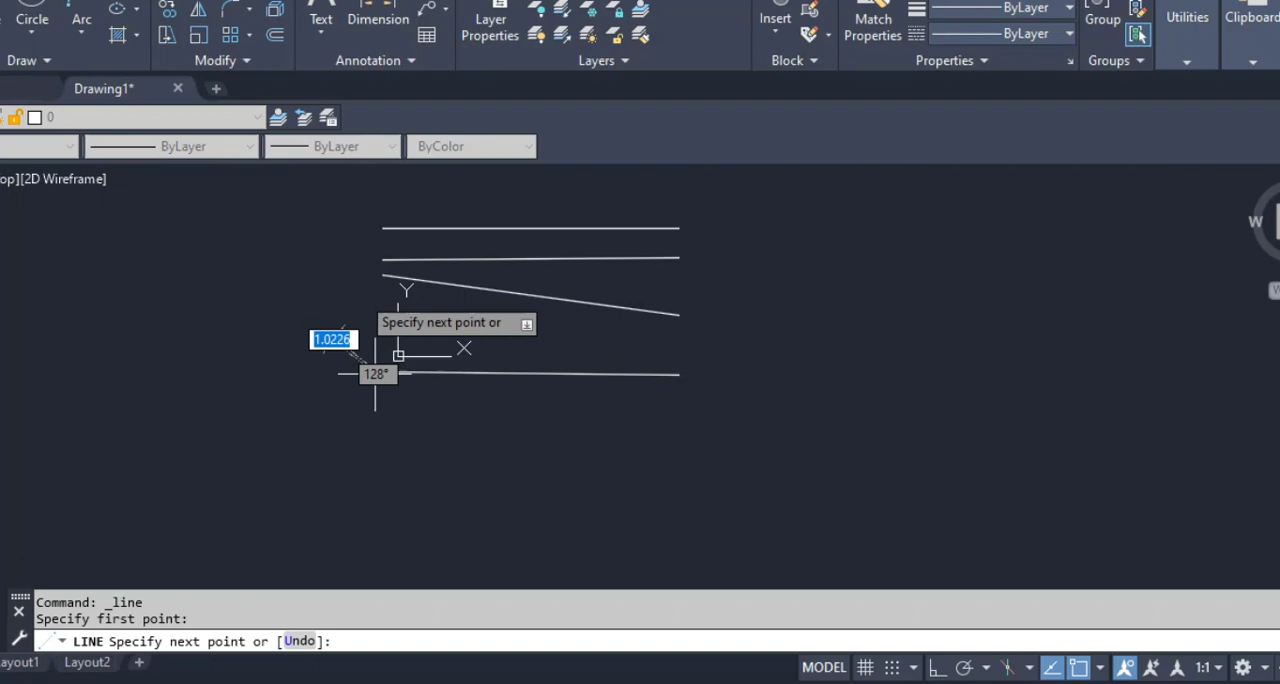 Circle
Arc
Text
Dimension
Layer
Properties
Insert
Match
Properties
ByLayer
ByLayer
Group
Utilities
Clipboard
Draw
Modify
Annotation
Layers
Block
Properties
Groups
Drawing1*
0
ByLayer
ByLayer
ByColor
op][2D Wireframe]
W
Y
Specify next point or
1.0226
X
128°
Command: _line
Specify first point:
LINE Specify next point or [Undo]:
ayout1
Layout2
MODEL
1:1